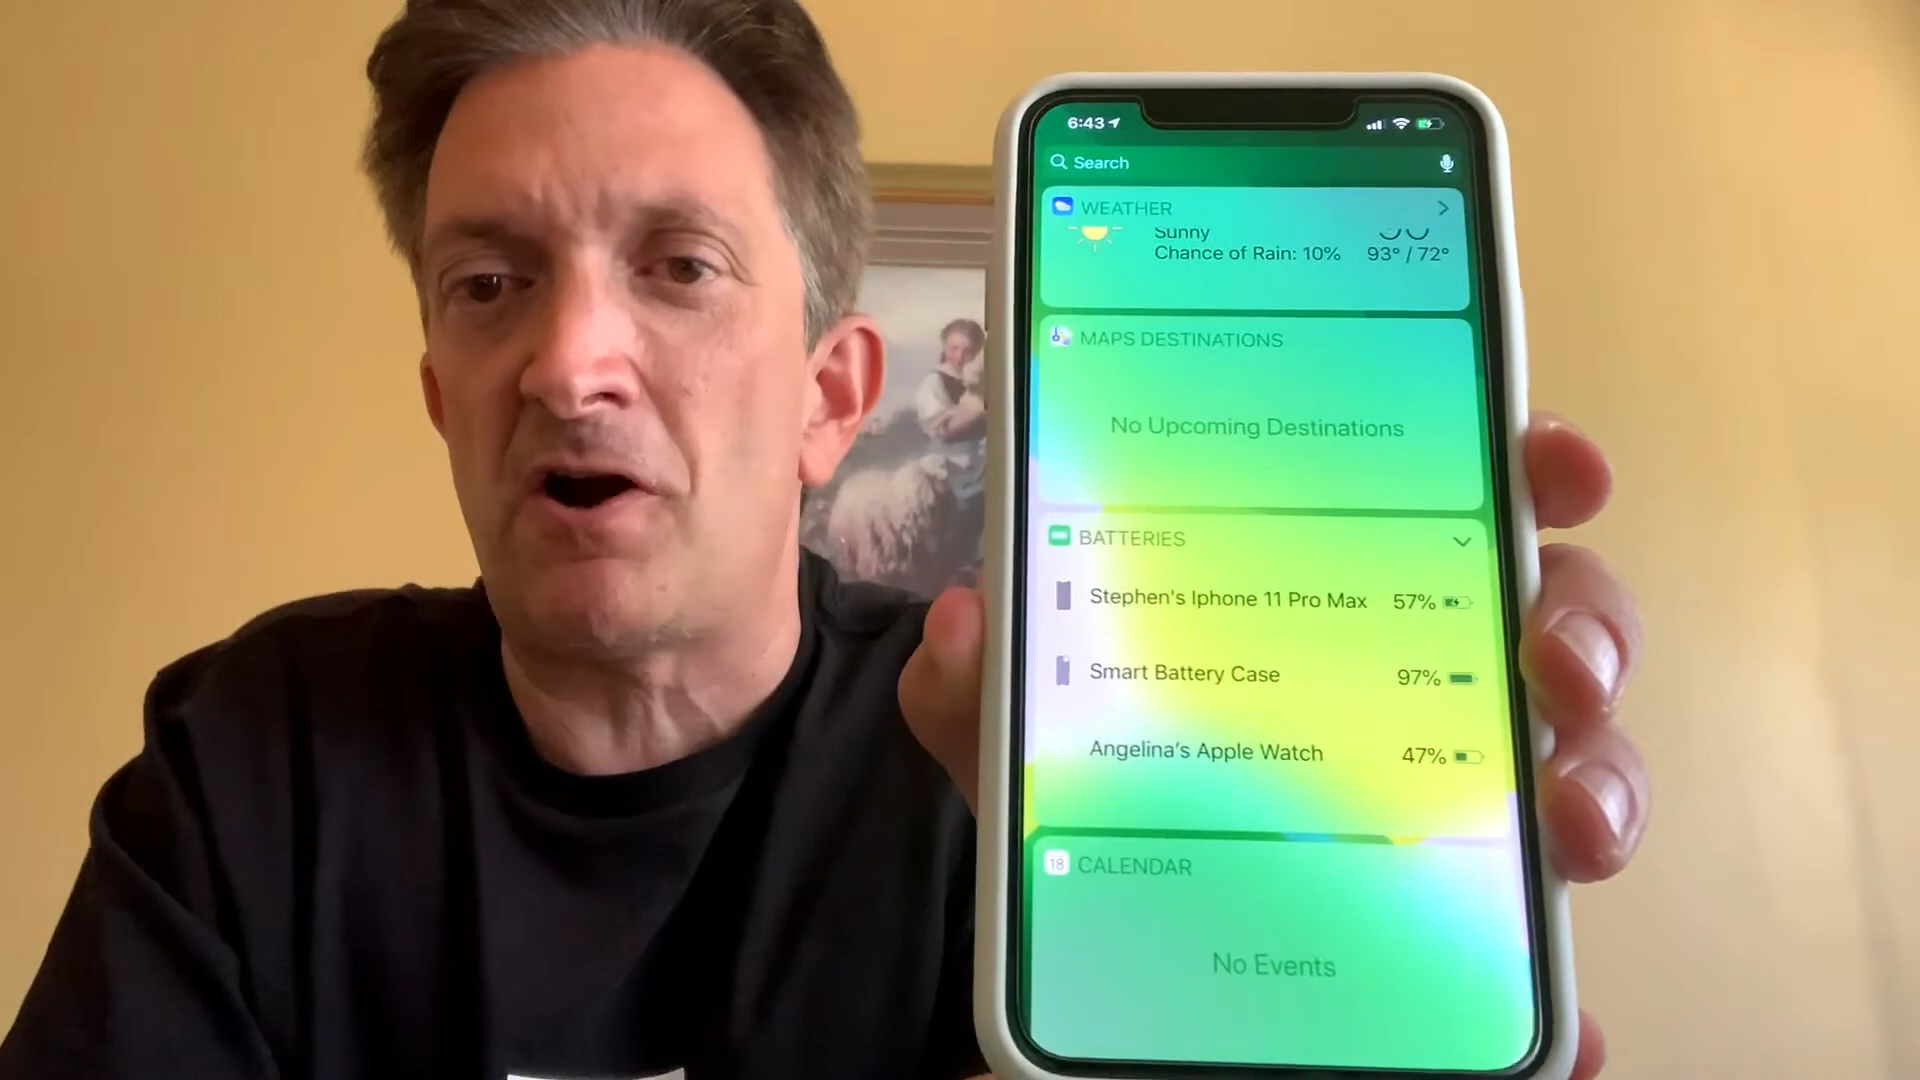 6:43
Search
WEATHER
Sunny
Chance of Rain: 10% 93° / 72°
MAPS DESTINATIONS
No Upcoming Destinations
BATTERIES
Stephen's Iphone 11 Pro Max 57%
Smart Battery Case 97%
Angelina's Apple Watch 47%
18 CALENDAR
No Events